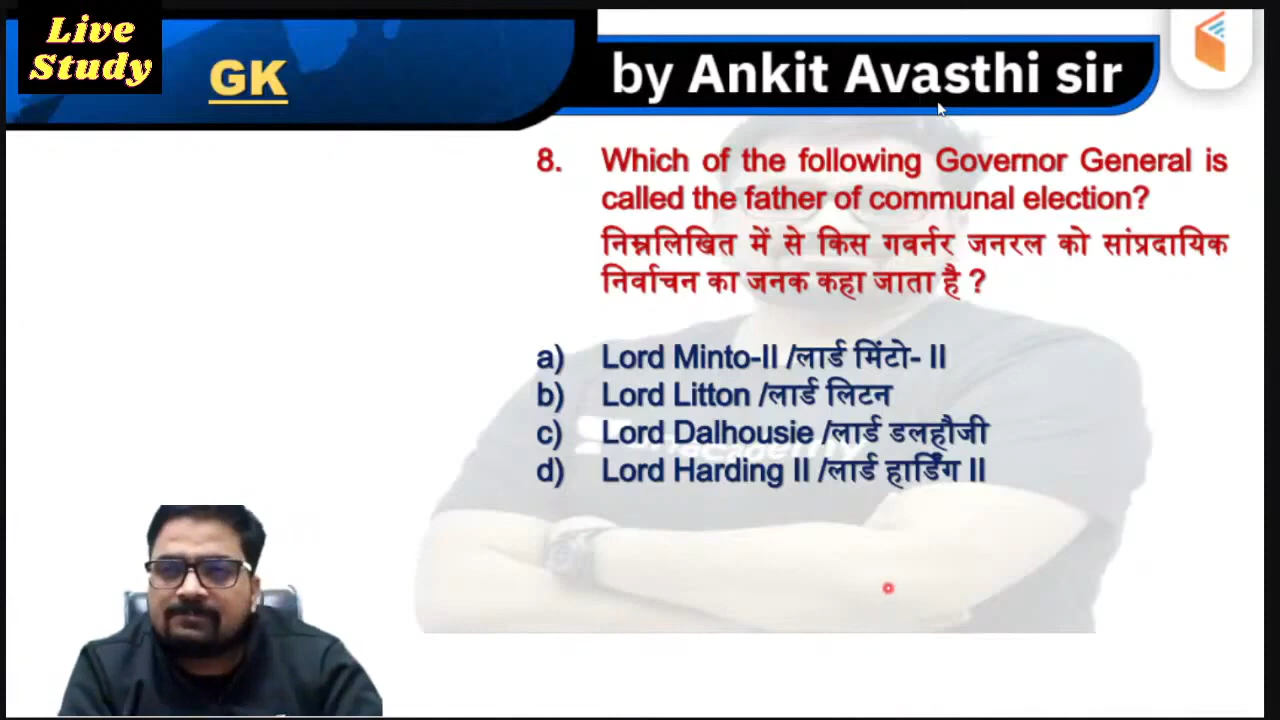 Live
Study
GK
by Ankit Avasthi sir
8. Which of the following Governor General is
called the father of communal election?
निम्नलिखित में से किस गवर्नर जनरल को सांप्रदायिक
निर्वाचन का जनक कहा जाता है ?
a) Lord Minto-II /लार्ड मिंटो- II
b) Lord Litton /लार्ड लिटन
c) Lord Dalhousie /लार्ड डलहौजी
d) Lord Harding II /लार्ड हार्डिंग II